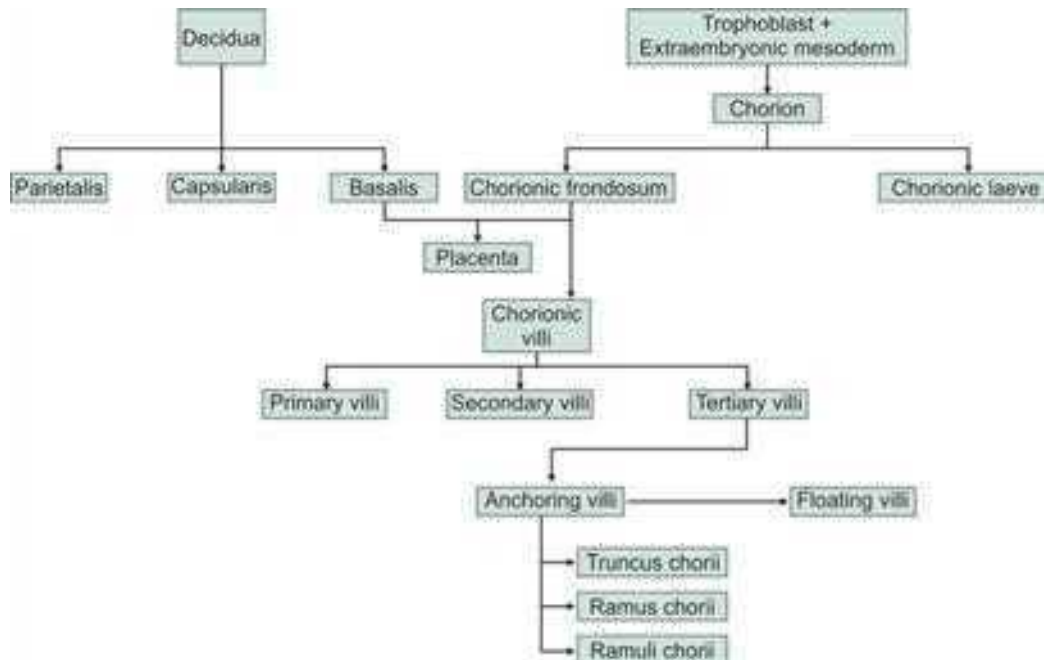 Decidua
Trophoblast +
Extraembryonic mesoderm
Chorion
Parietalis
Capsularis
Basalis
Chorionic frondosum
Chorionic laeve
Placenta
Chorionic
villi
Primary villi
Secondary villi
Tertiary villi
Anchoring villi
Floating villi
Truncus chorii
Ramus chorii
Ramuli chorii